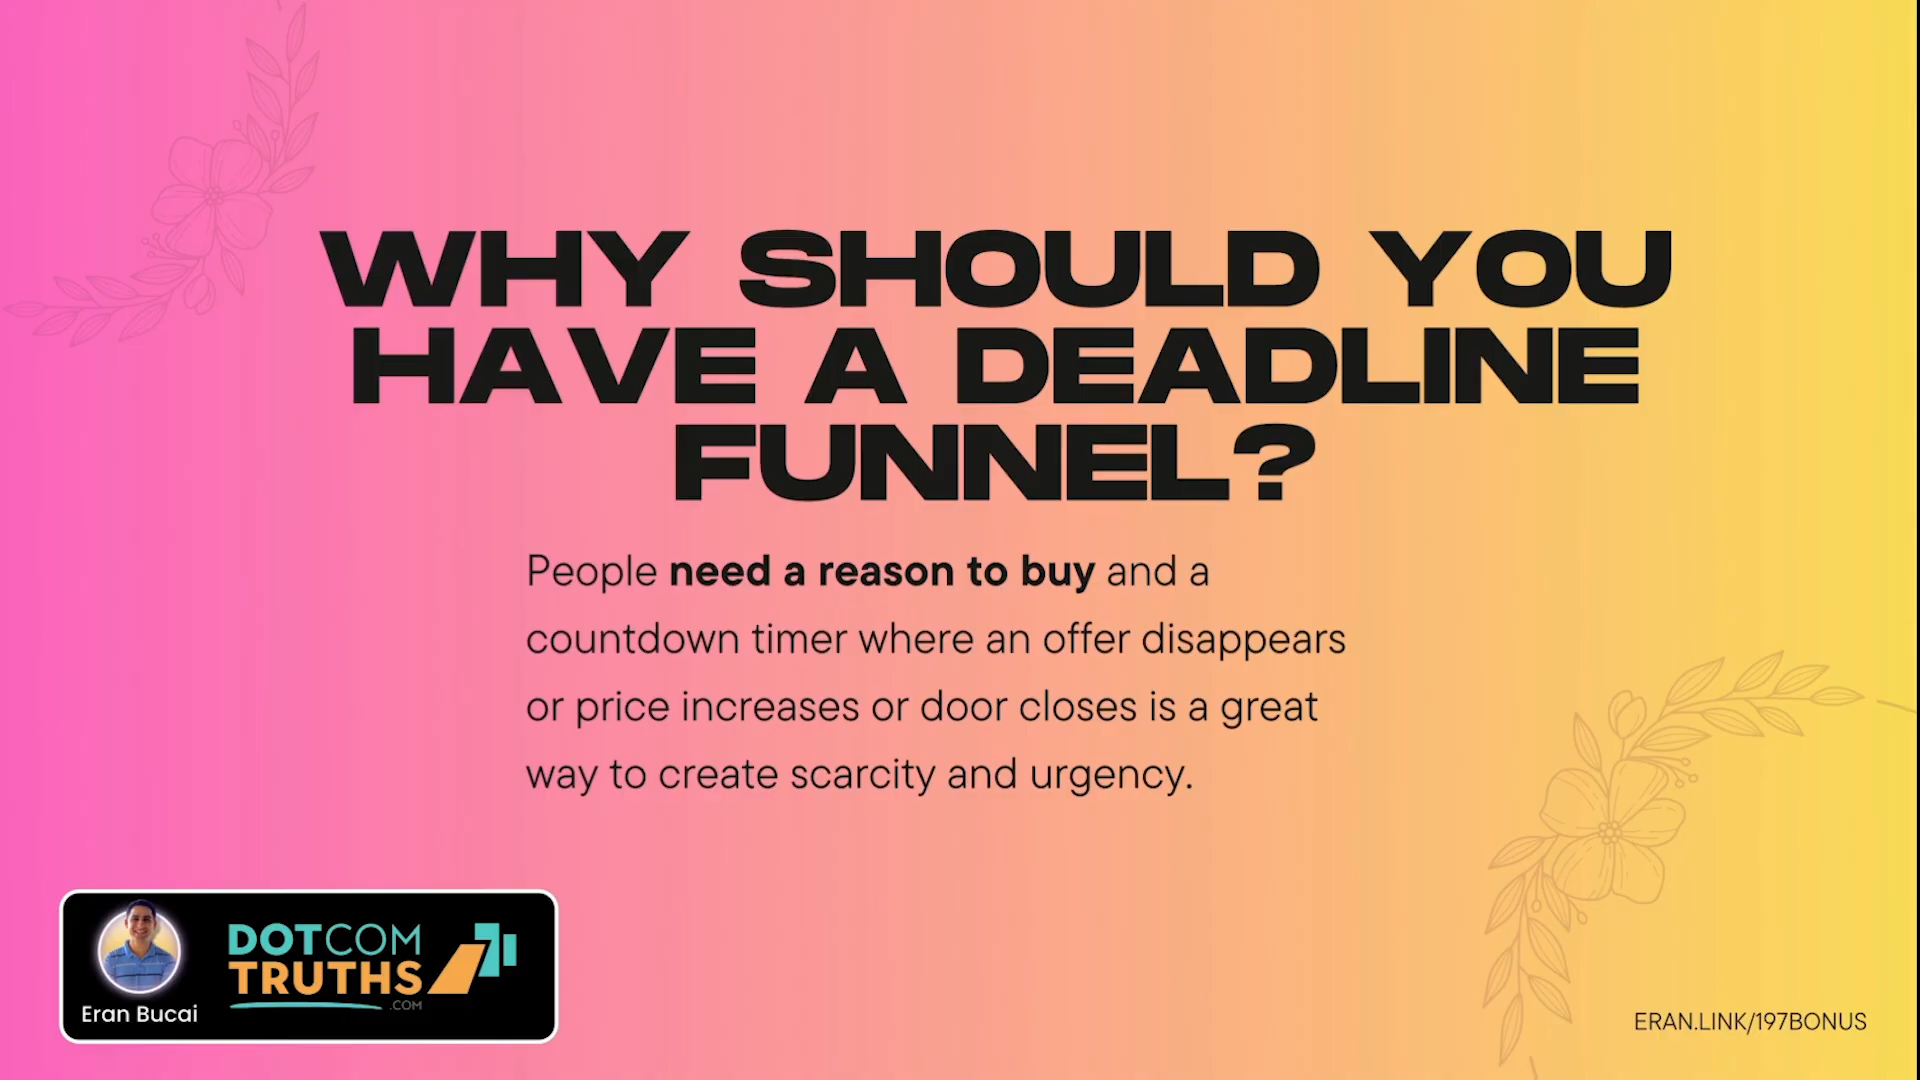 WHY SHOULD YOU
HAVE A DEADLINE
FUNNEL?
People need a reason to buy and a
countdown timer where an offer disappears
or price increases or door closes is a great
way to create scarcity and urgency.
Eran Bucai
DOTCOM
TRUTHS
.COM
ERAN.LINK/197BONUS